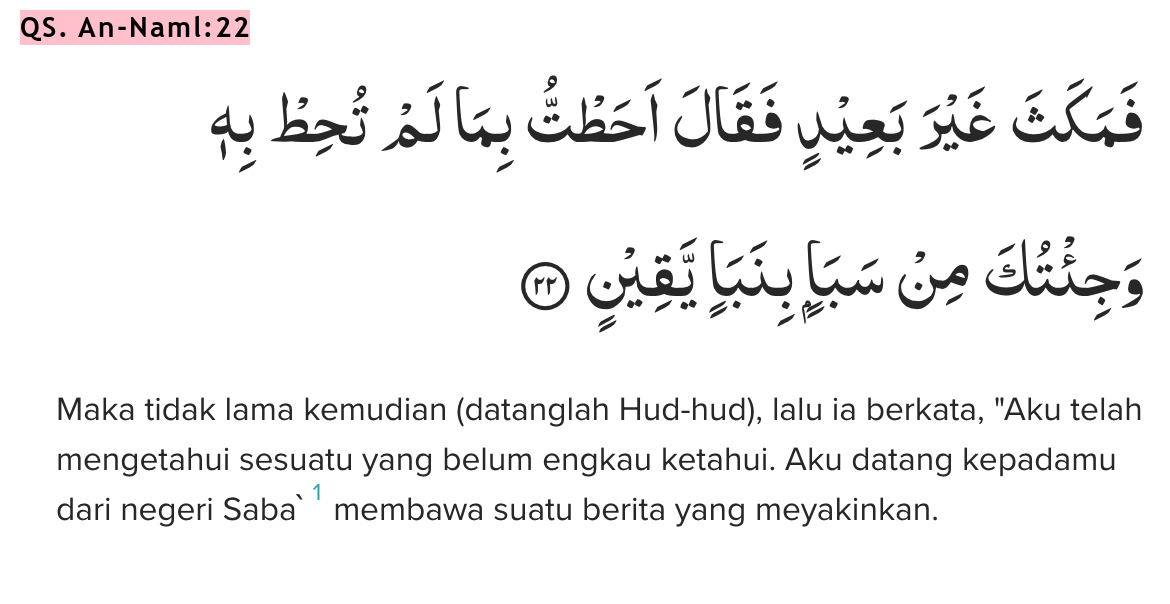 QS. An-Naml:22
فَمَكَثَ غَيْرَ بَعِيْدٍ فَقَالَ اَحَطْتُّ بِمَا لَمْ تُحِطْ بِهٖ
وَجِئْتُكَ مِنْ سَبَاٍ ۢبِنَبَاٍ يَّقِيْنٍ ٢٢
Maka tidak lama kemudian (datanglah Hud-hud), lalu ia berkata, "Aku telah
mengetahui sesuatu yang belum engkau ketahui. Aku datang kepadamu
dari negeri Saba` 1 membawa suatu berita yang meyakinkan.